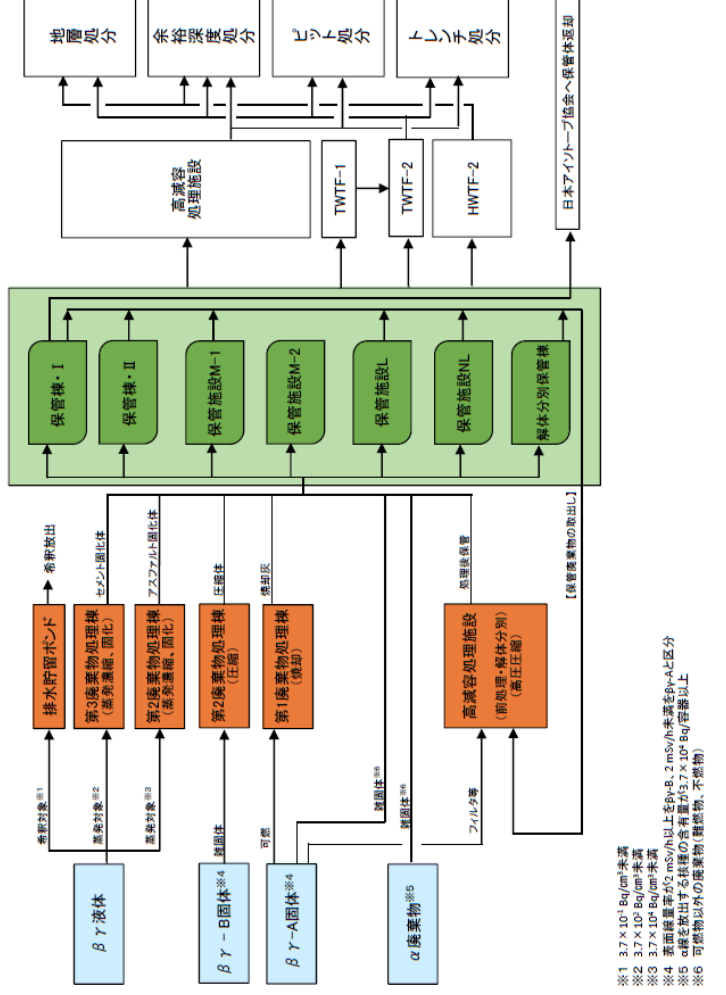 βγ液体
βγ-B固体※4
βγ-A固体※4
α廃棄物※5
希釈対象※1
蒸発対象※2
蒸発対象※3
雑固体
可燃
雑固体※6
雑固体※6
フィルタ等
排水貯留ポンド
第3廃棄物処理棟
(蒸発濃縮、固化)
第2廃棄物処理棟
(蒸発濃縮、固化)
第2廃棄物処理棟
(圧縮)
第1廃棄物処理棟
(焼却)
高減容処理施設
(前処理・解体分別)
(高圧圧縮)
希釈放出
セメント固化体
アスファルト固化体
圧縮体
焼却灰
処理後保管
【保管廃棄物の取出し】
保管棟・Ⅰ
保管棟・Ⅱ
保管施設M-1
保管施設M-2
保管施設L
保管施設NL
解体分別保管棟
高減容
処理施設
TWTF-1
TWTF-2
HWTF-2
日本アイソトープ協会へ保管体返却
地層
処分
余裕
深度
処分
ピット
処分
トレンチ
処分
※1 3.7×10⁻¹ Bq/cm³未満
※2 3.7×10² Bq/cm³未満
※3 3.7×10⁴ Bq/cm³未満
※4 表面線量率が2 mSv/h以上をβγ-B、2 mSv/h未満をβγ-Aと区分
※5 α線を放出する核種の含有量が3.7×10⁴ Bq/容器以上
※6 可燃物以外の廃棄物(難燃物、不燃物)